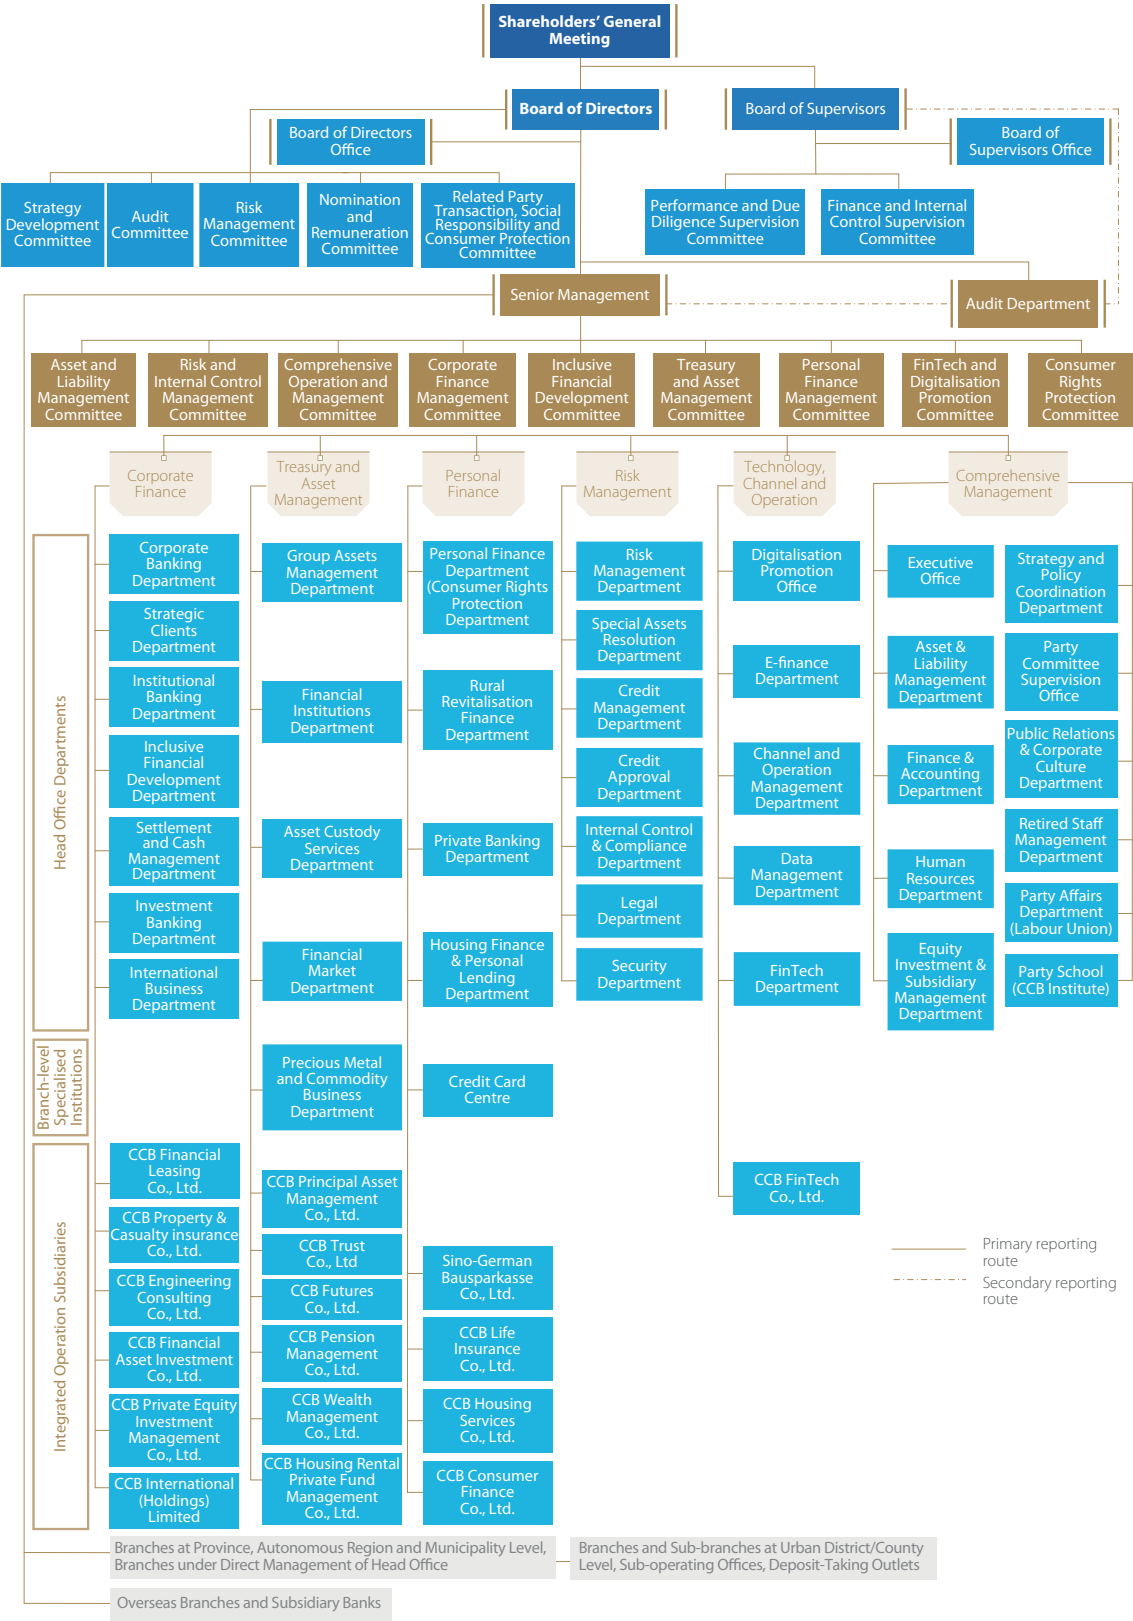 Shareholders' General
Meeting
Board of Directors
Board of Supervisors
Board of Directors
Office
Board of
Supervisors Office
Strategy
Development
Committee
Audit
Committee
Risk
Management
Committee
Nomination
and
Remuneration
Committee
Related Party
Transaction, Social
Responsibility and
Consumer Protection
Committee
Performance and Due
Diligence Supervision
Committee
Finance and Internal
Control Supervision
Committee
Senior Management
Audit Department
Asset and
Liability
Management
Committee
Risk and
Internal Control
Management
Committee
Comprehensive
Operation and
Management
Committee
Corporate
Finance
Management
Committee
Inclusive
Financial
Development
Committee
Treasury
and Asset
Management
Committee
Personal
Finance
Management
Committee
FinTech and
Digitalisation
Promotion
Committee
Consumer
Rights
Protection
Committee
Corporate
Finance
Treasury and
Asset
Management
Personal
Finance
Risk
Management
Technology,
Channel and
Operation
Comprehensive
Management
Head Office Departments
Corporate
Banking
Department
Strategic
Clients
Department
Institutional
Banking
Department
Inclusive
Financial
Development
Department
Settlement
and Cash
Management
Department
Investment
Banking
Department
International
Business
Department
Group Assets
Management
Department
Financial
Institutions
Department
Asset Custody
Services
Department
Financial
Market
Department
Precious Metal
and Commodity
Business
Department
Personal Finance
Department
(Consumer Rights
Protection
Department
Rural
Revitalisation
Finance
Department
Private Banking
Department
Housing Finance
& Personal
Lending
Department
Credit Card
Centre
Risk
Management
Department
Special Assets
Resolution
Department
Credit
Management
Department
Credit
Approval
Department
Internal Control
& Compliance
Department
Legal
Department
Security
Department
Digitalisation
Promotion
Office
E-finance
Department
Channel and
Operation
Management
Department
Data
Management
Department
FinTech
Department
Executive
Office
Asset &
Liability
Management
Department
Finance &
Accounting
Department
Human
Resources
Department
Equity
Investment &
Subsidiary
Management
Department
Strategy and
Policy
Coordination
Department
Party
Committee
Supervision
Office
Public Relations
& Corporate
Culture
Department
Retired Staff
Management
Department
Party Affairs
Department
(Labour Union)
Party School
(CCB Institute)
Branch-level
Specialised
Institutions
Integrated Operation Subsidiaries
CCB Financial
Leasing
Co., Ltd.
CCB Property &
Casualty insurance
Co., Ltd.
CCB Engineering
Consulting
Co., Ltd.
CCB Financial
Asset Investment
Co., Ltd.
CCB Private Equity
Investment
Management
Co., Ltd.
CCB International
(Holdings)
Limited
CCB Principal Asset
Management
Co., Ltd.
CCB Trust
Co., Ltd
CCB Futures
Co., Ltd.
CCB Pension
Management
Co., Ltd.
CCB Wealth
Management
Co., Ltd.
CCB Housing Rental
Private Fund
Management
Co., Ltd.
Sino-German
Bausparkasse
Co., Ltd.
CCB Life
Insurance
Co., Ltd.
CCB Housing
Services
Co., Ltd.
CCB Consumer
Finance
Co., Ltd.
CCB FinTech
Co., Ltd.
Primary reporting
route
Secondary reporting
route
Branches at Province, Autonomous Region and Municipality Level,
Branches under Direct Management of Head Office
Branches and Sub-branches at Urban District/County
Level, Sub-operating Offices, Deposit-Taking Outlets
Overseas Branches and Subsidiary Banks